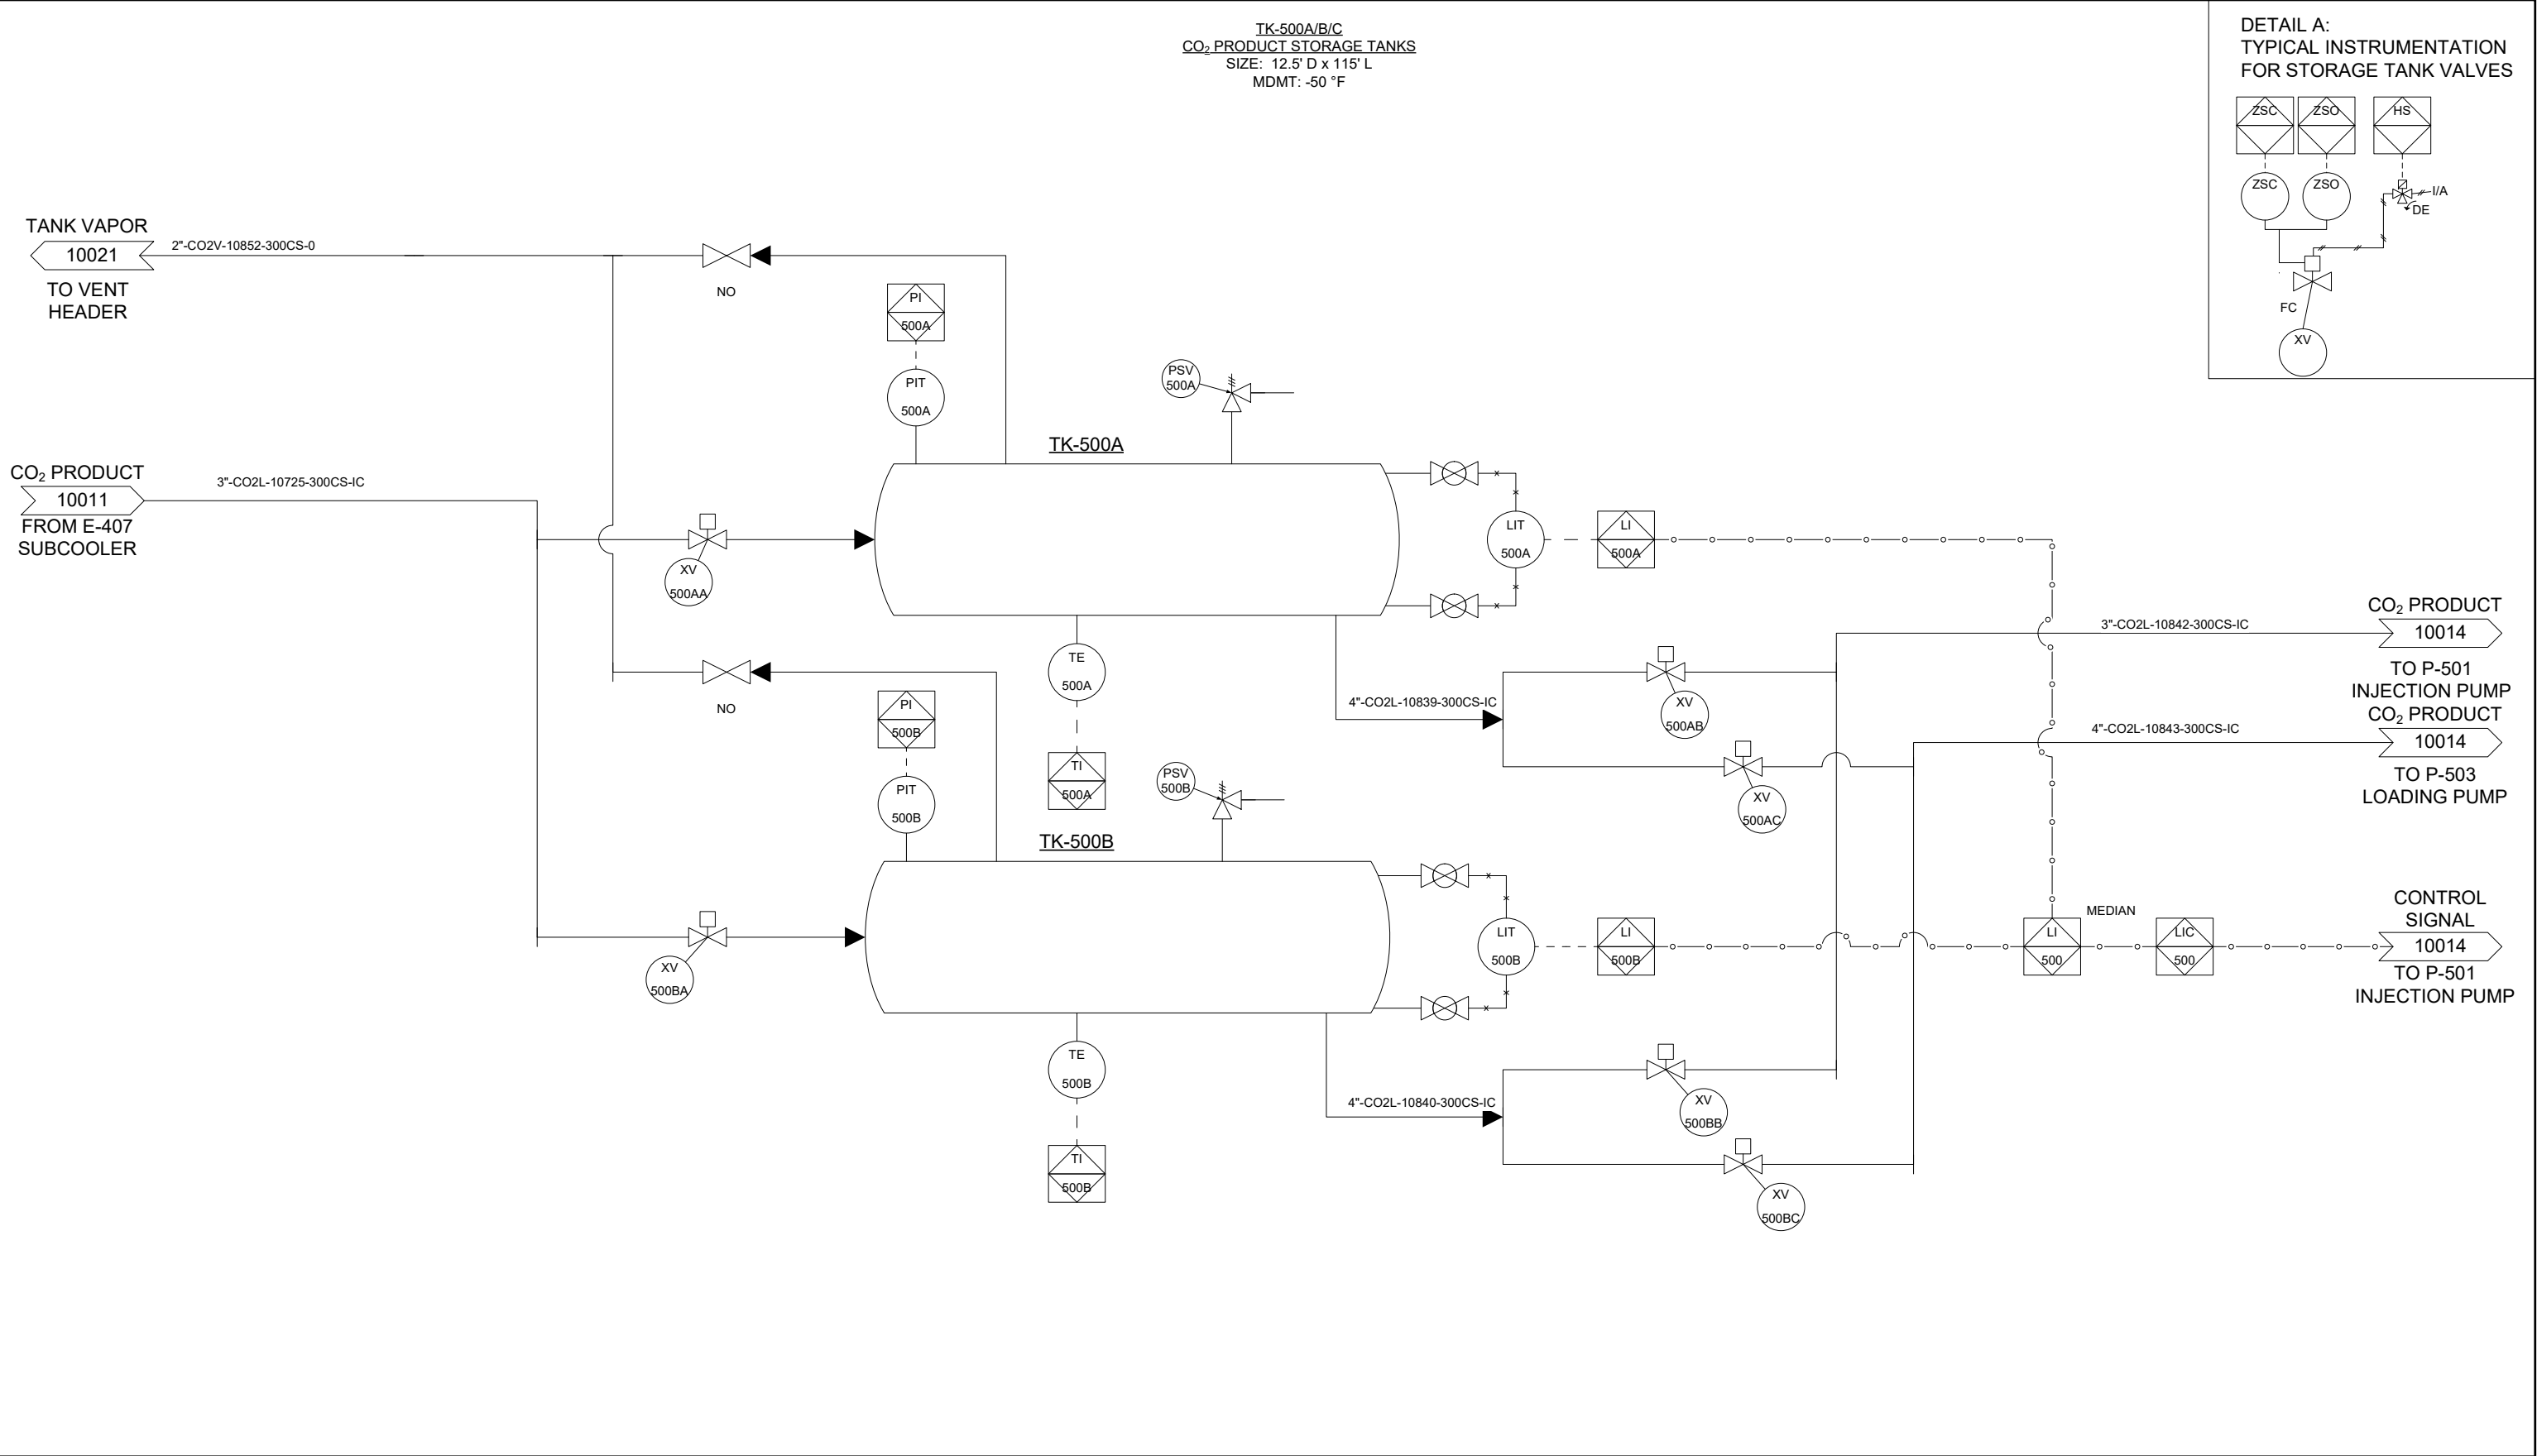 TK-500A/B/C
CO₂ PRODUCT STORAGE TANKS
SIZE: 12.5' D x 115' L
MDMT: -50 °F
DETAIL A:
TYPICAL INSTRUMENTATION
FOR STORAGE TANK VALVES
ZSC
ZSO
HS
ZSC
ZSO
I/A
DE
FC
XV
TANK VAPOR
10021
TO VENT
HEADER
2"-CO2V-10852-300CS-0
NO
PI
500A
PIT
500A
PSV
500A
TK-500A
CO₂ PRODUCT
10011
FROM E-407
SUBCOOLER
3"-CO2L-10725-300CS-IC
XV
500AA
LIT
500A
LI
500A
TE
500A
TI
500A
NO
PI
500B
PIT
500B
PSV
500B
TK-500B
4"-CO2L-10839-300CS-IC
XV
500AB
XV
500AC
3"-CO2L-10842-300CS-IC
CO₂ PRODUCT
10014
TO P-501
INJECTION PUMP
4"-CO2L-10843-300CS-IC
CO₂ PRODUCT
10014
TO P-503
LOADING PUMP
XV
500BA
LIT
500B
LI
500B
LI
500
MEDIAN
LIC
500
CONTROL
SIGNAL
10014
TO P-501
INJECTION PUMP
TE
500B
TI
500B
4"-CO2L-10840-300CS-IC
XV
500BB
XV
500BC